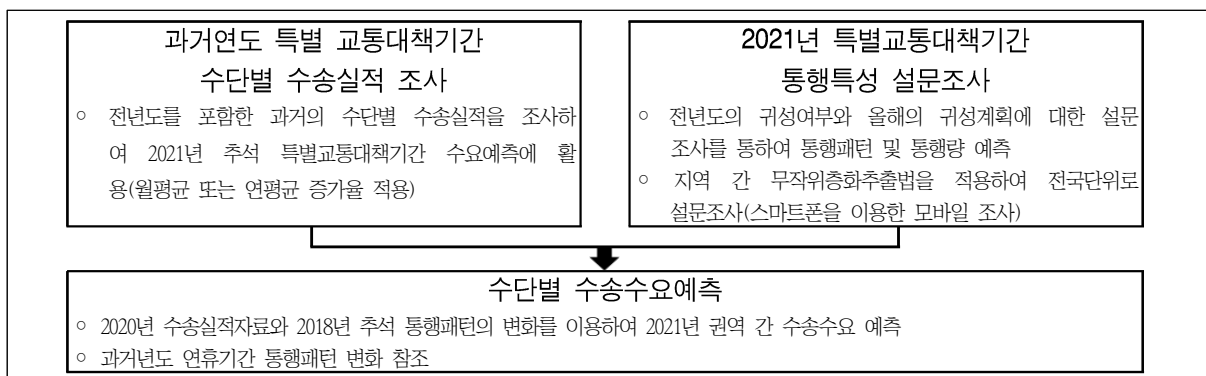 과거연도 특별 교통대책기간
수단별 수송실적 조사
○ 전년도를 포함한 과거의 수단별 수송실적을 조사하
여 2021년 추석 특별교통대책기간 수요예측에 활
용(월평균 또는 연평균 증가율 적용)
2021년 특별교통대책기간
통행특성 설문조사
○ 전년도의 귀성여부와 올해의 귀성계획에 대한 설문
조사를 통하여 통행패턴 및 통행량 예측
○ 지역 간 무작위층화추출법을 적용하여 전국단위로
설문조사(스마트폰을 이용한 모바일 조사)
수단별 수송수요예측
○ 2020년 수송실적자료와 2018년 추석 통행패턴의 변화를 이용하여 2021년 권역 간 수송수요 예측
○ 과거년도 연휴기간 통행패턴 변화 참조